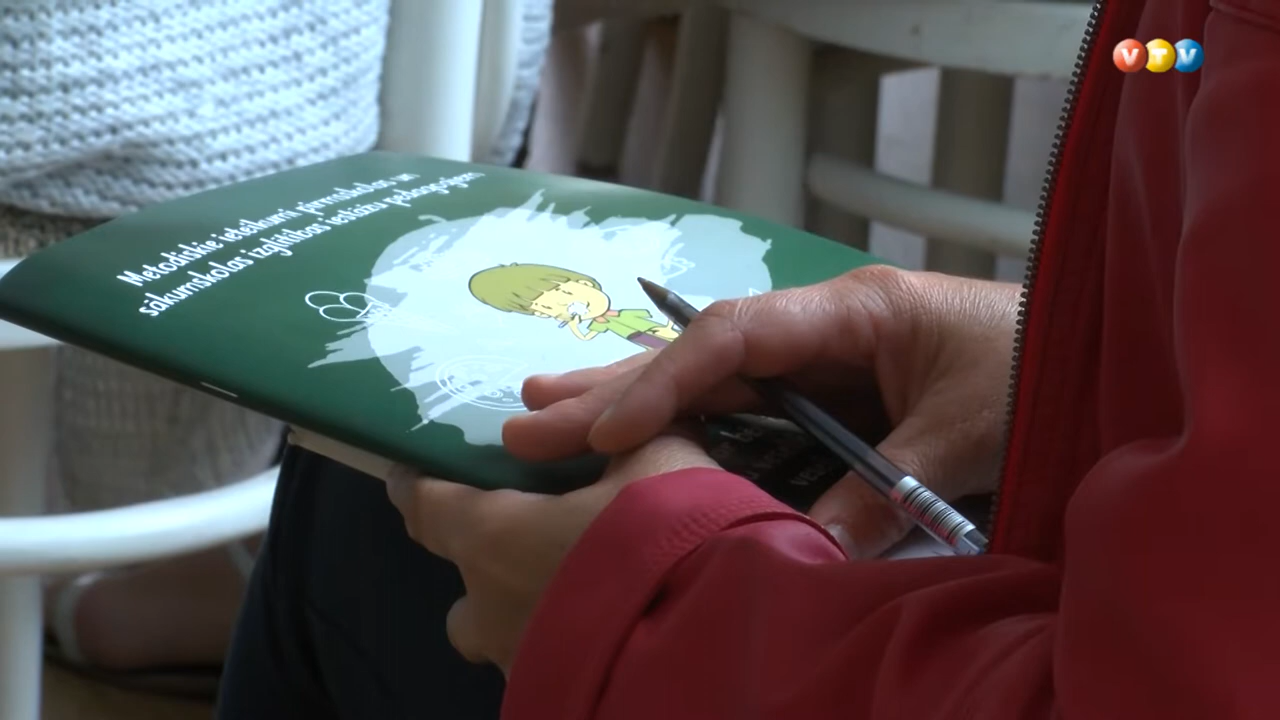 VTV
Metodiskie ieteikumi pirmsskolas un
sākumskolas izglītības iestāžu pedagogiem